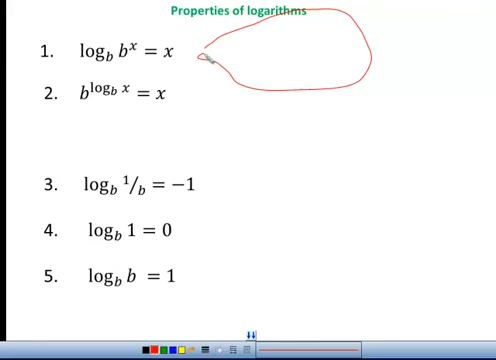 Properties of logarithms
1. log_b b^x = x
2. b^(log_b x) = x
3. log_b 1/b = −1
4. log_b 1 = 0
5. log_b b = 1